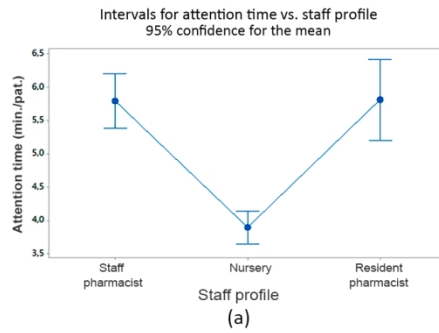 Intervals for attention time vs. staff profile
95% confidence for the mean
Attention time (min./pat.)
6,5
6,0
5,5
5,0
4,5
4,0
3,5
Staff
pharmacist
Nursery
Resident
pharmacist
Staff profile
(a)